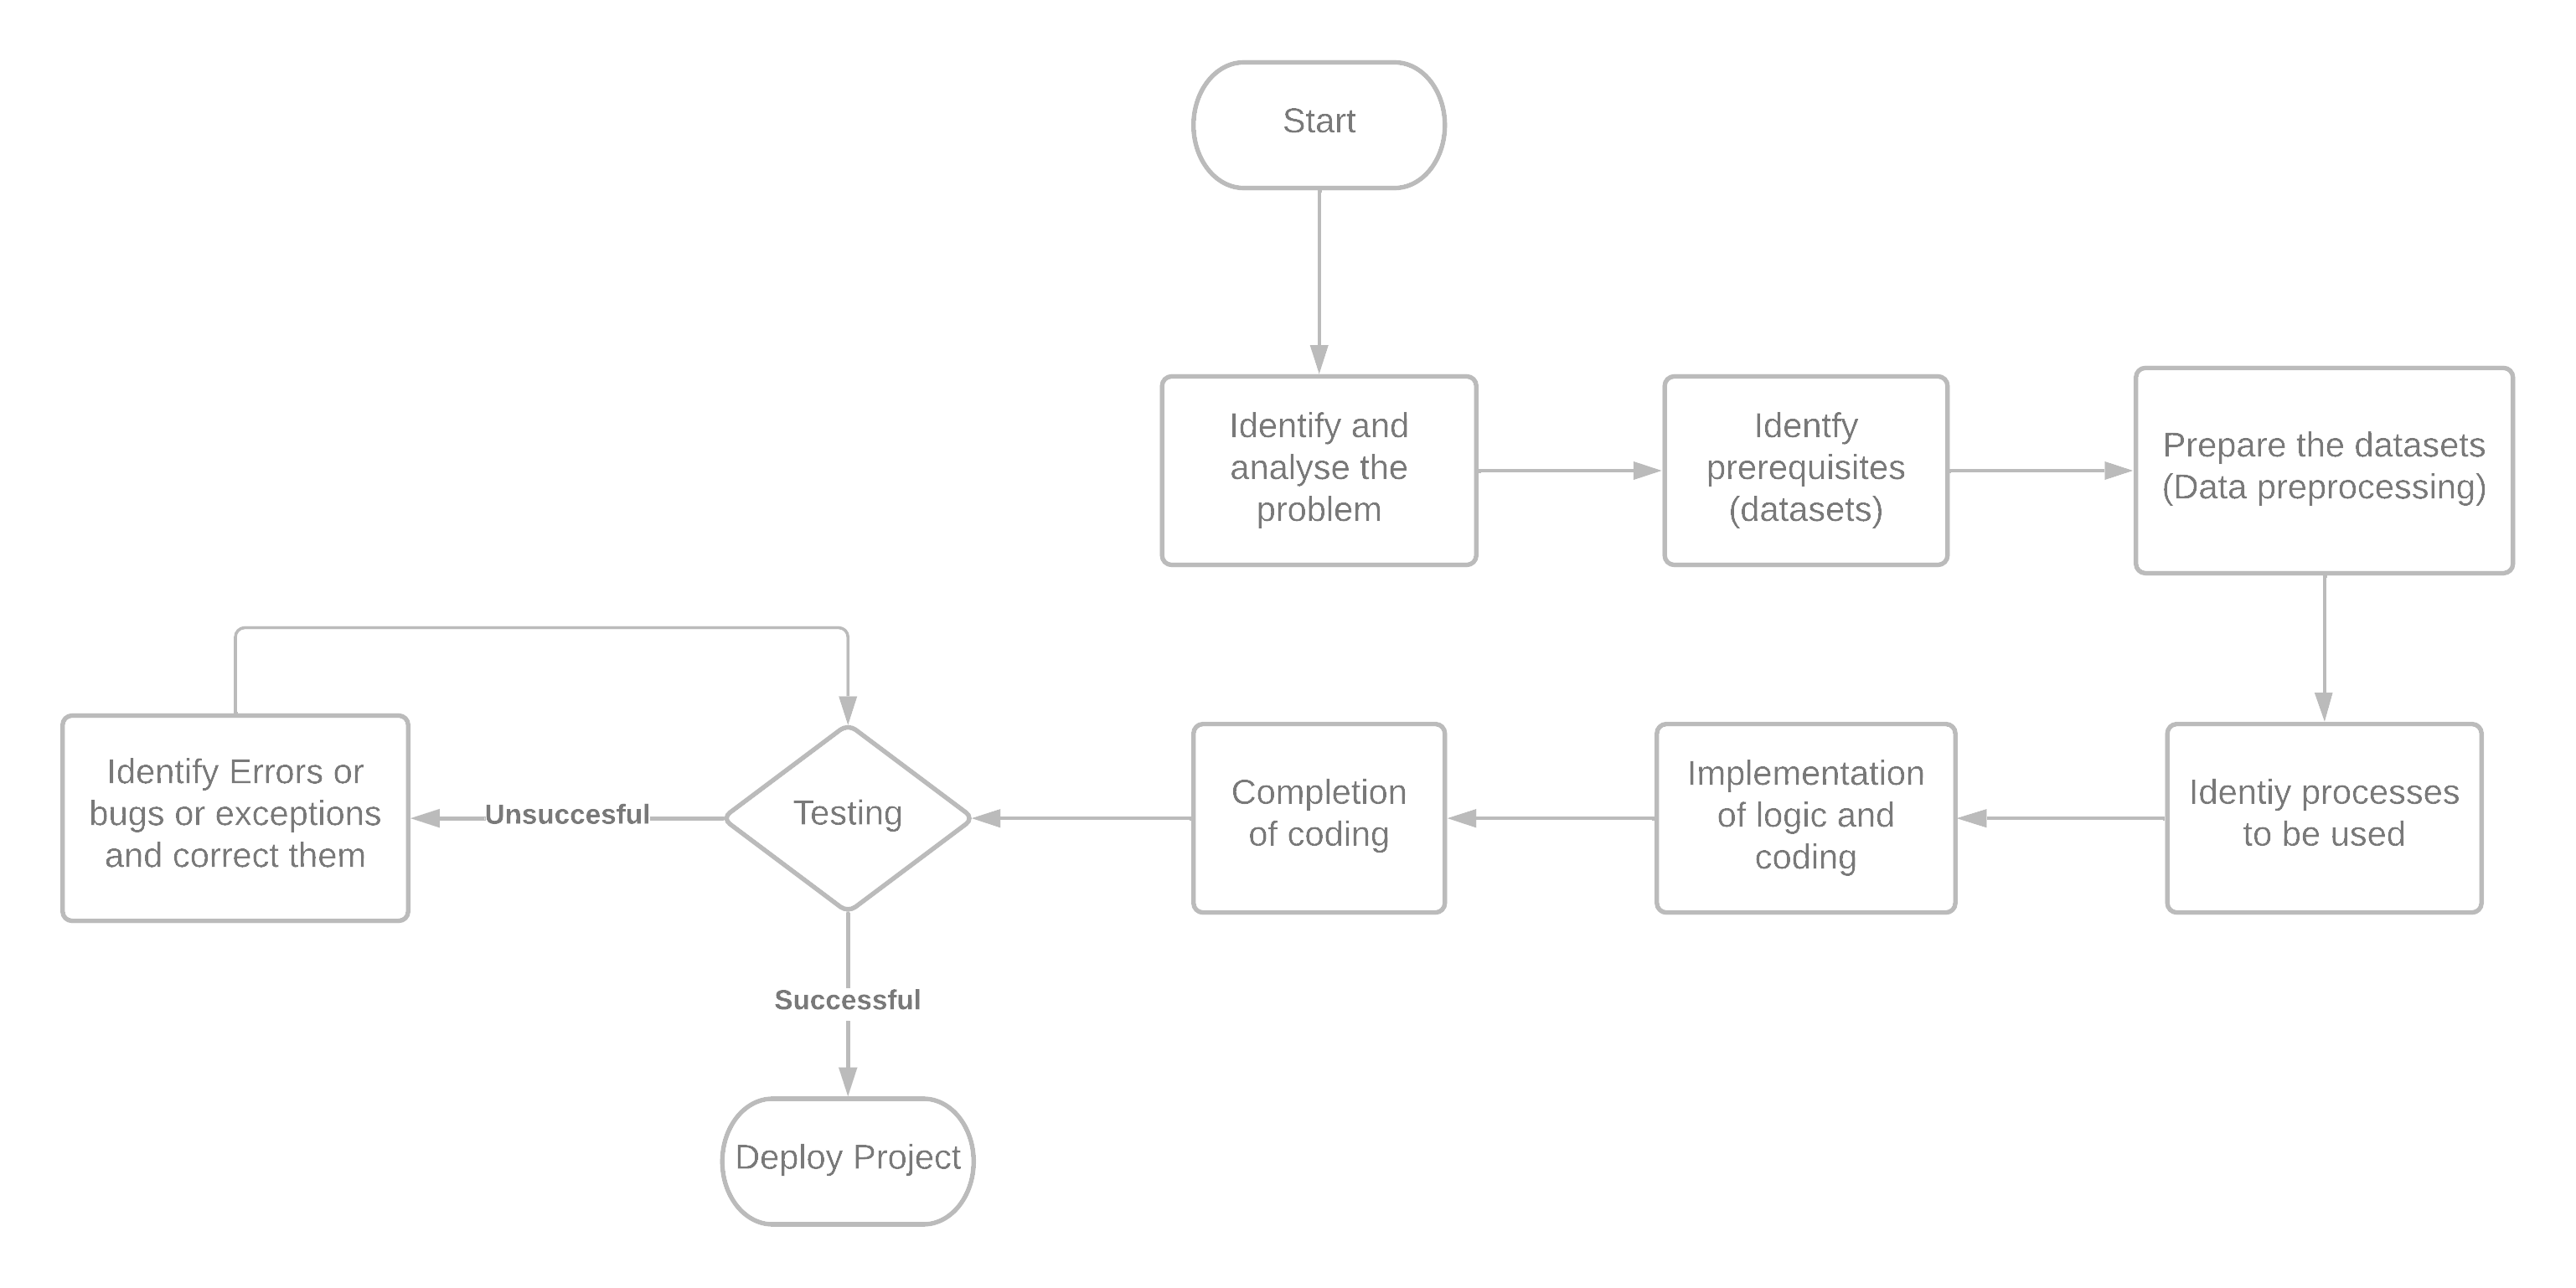 Start
Identify and
analyse the
problem
Identfy
prerequisites
(datasets)
Prepare the datasets
(Data preprocessing)
Identiy processes
to be used
Implementation
of logic and
coding
Completion
of coding
Testing
Unsuccesful
Identify Errors or
bugs or exceptions
and correct them
Successful
Deploy Project